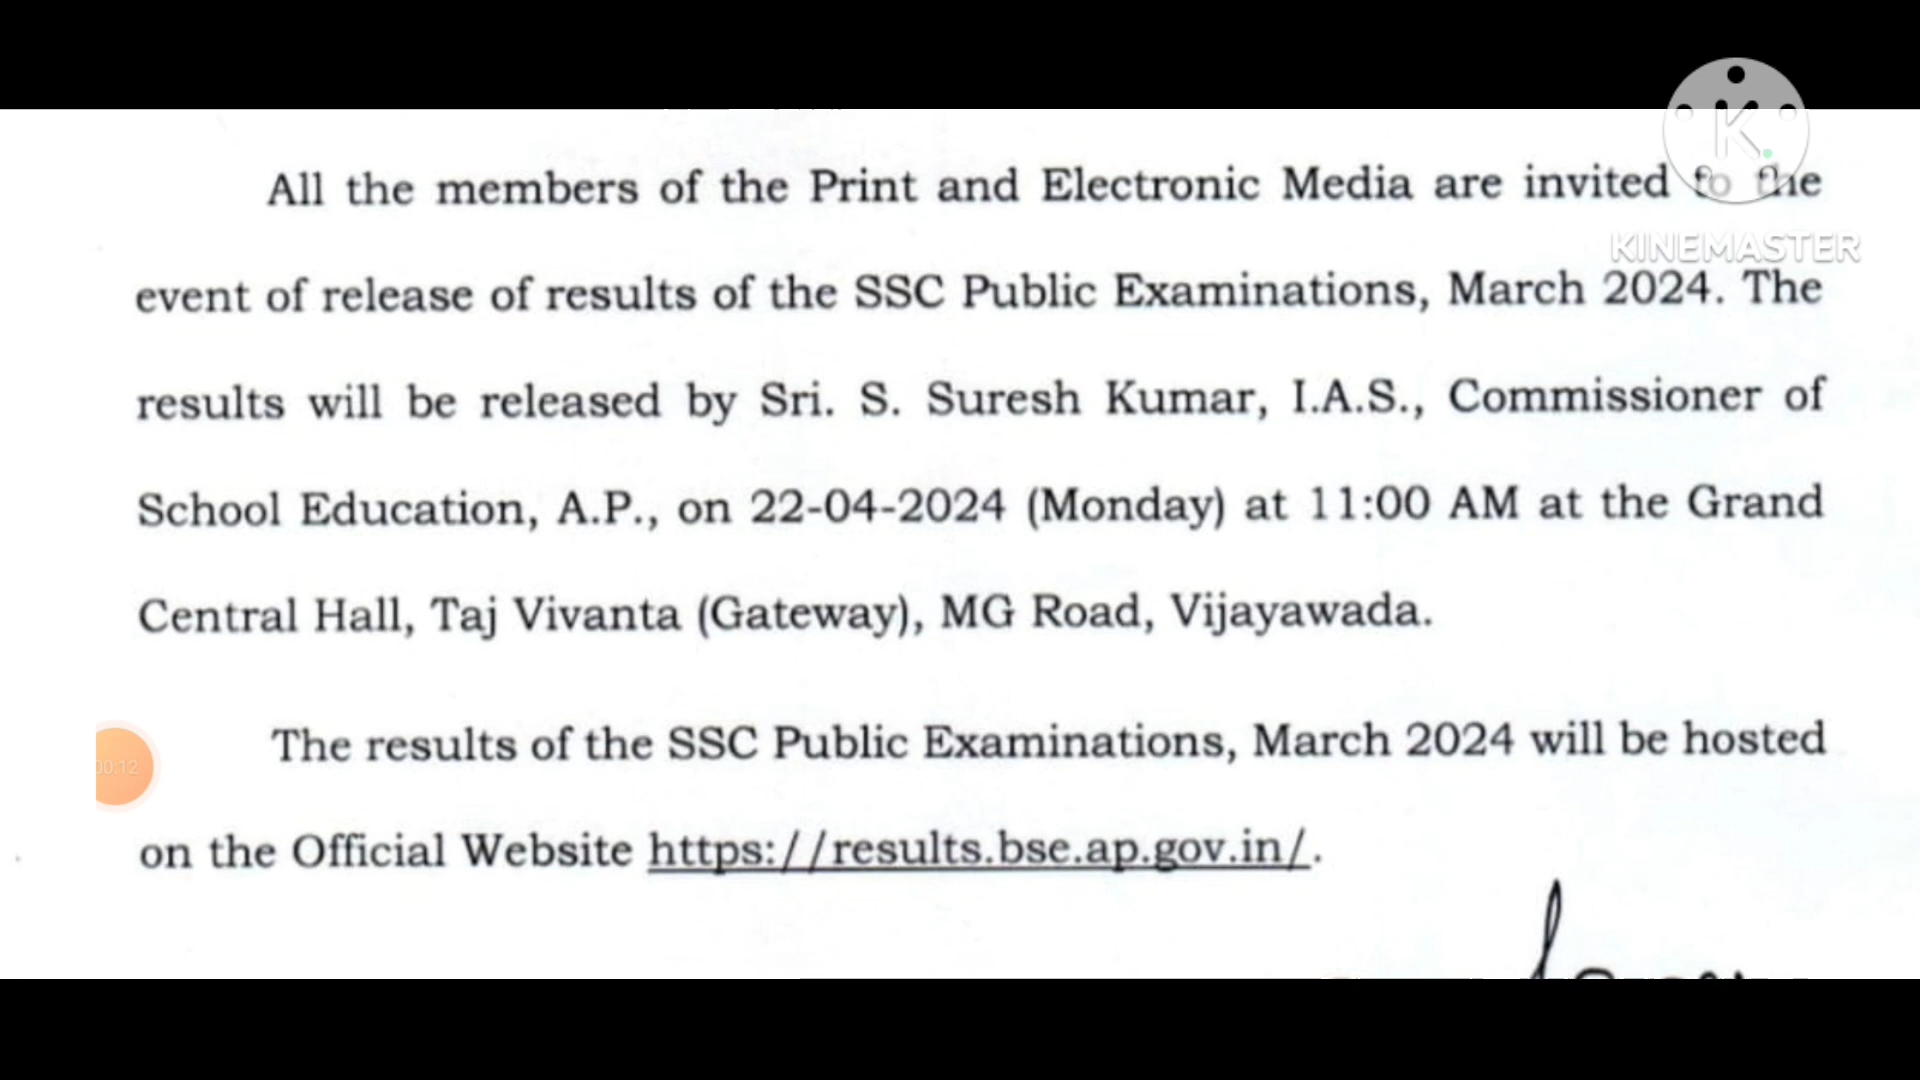 KINEMASTER
All the members of the Print and Electronic Media are invited to the
event of release of results of the SSC Public Examinations, March 2024. The
results will be released by Sri. S. Suresh Kumar, I.A.S., Commissioner of
School Education, A.P., on 22-04-2024 (Monday) at 11:00 AM at the Grand
Central Hall, Taj Vivanta (Gateway), MG Road, Vijayawada.
The results of the SSC Public Examinations, March 2024 will be hosted
00:12
on the Official Website https://results.bse.ap.gov.in/.